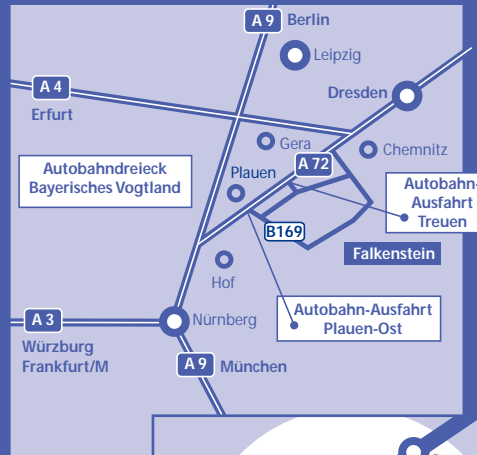 A 9 Berlin
Leipzig
A 4
Dresden
Erfurt
Gera
Chemnitz
A 72
Autobahndreieck
Bayerisches Vogtland
Plauen
Autobahn-
Ausfahrt
Treuen
B169
Falkenstein
Hof
Autobahn-Ausfahrt
Plauen-Ost
A 3
Nürnberg
Würzburg
Frankfurt/M
A 9 München